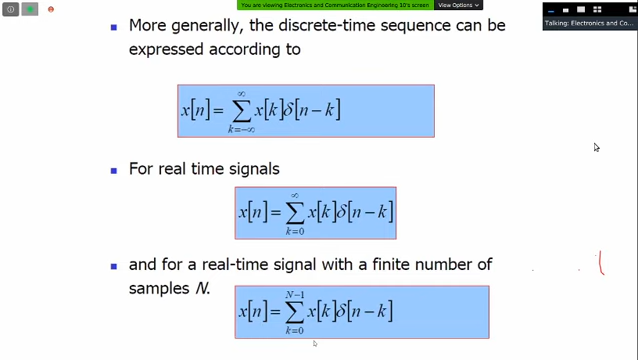 You are viewing Electronics and Communication Engineering 10's screen
View Options
Talking: Electronics and Communicat
More generally, the discrete-time sequence can be
expressed according to
x[n] = ∑_{k=-∞}^{∞} x[k]δ[n−k]
For real time signals
x[n] = ∑_{k=0}^{∞} x[k]δ[n−k]
and for a real-time signal with a finite number of
samples N.
x[n] = ∑_{k=0}^{N−1} x[k]δ[n−k]